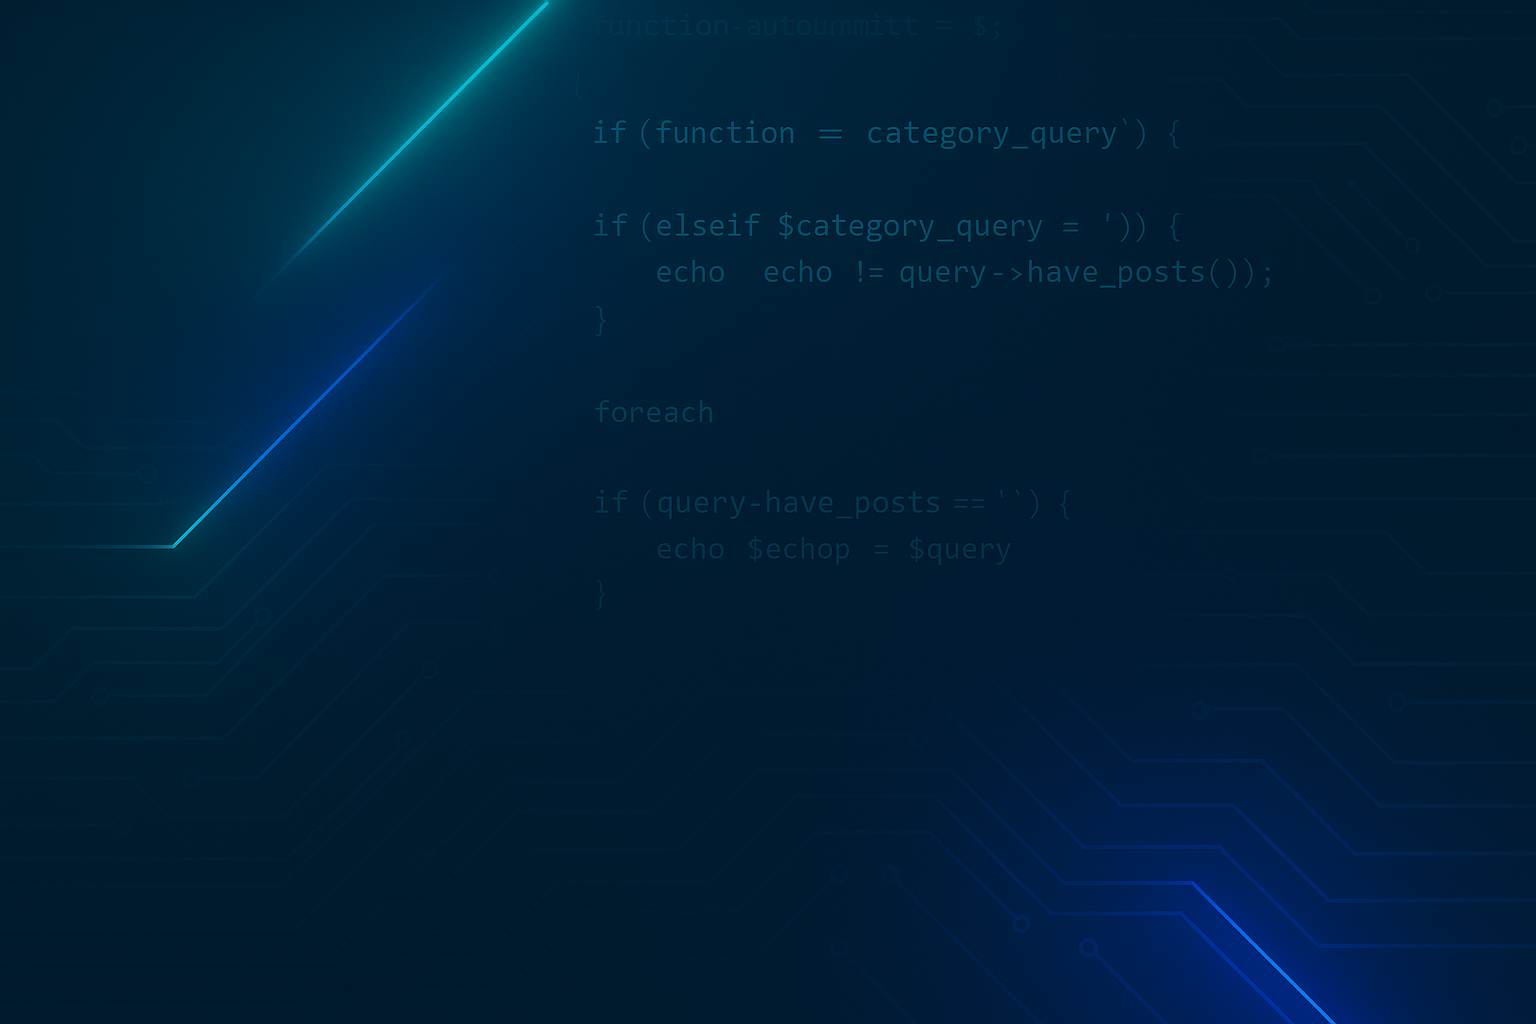 function-autoummitt = $;
{
if (function = category_query`) {
if (elseif $category_query = ')) {
echo echo != query->have_posts());
}
foreach
if (query-have_posts == '`) {
echo $echop = $query
}